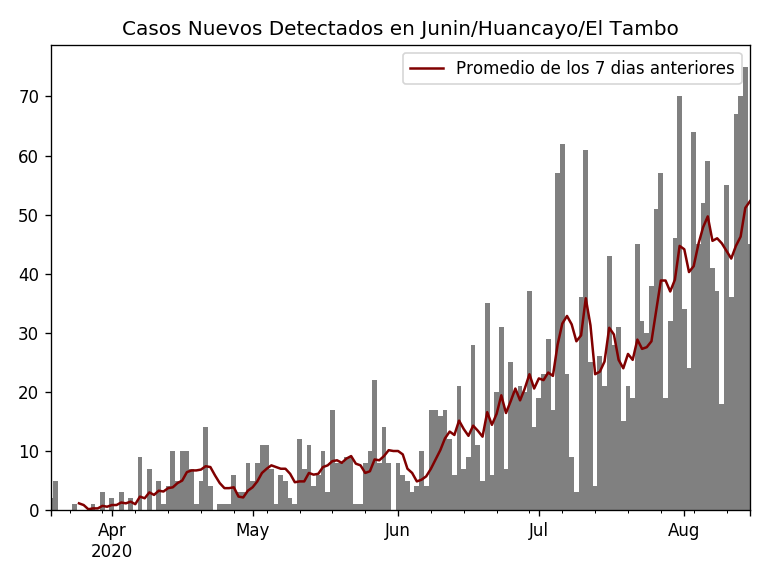 Casos Nuevos Detectados en Junin/Huancayo/El Tambo
Promedio de los 7 dias anteriores
70
60
50
40
30
20
10
0
Apr
2020
May
Jun
Jul
Aug